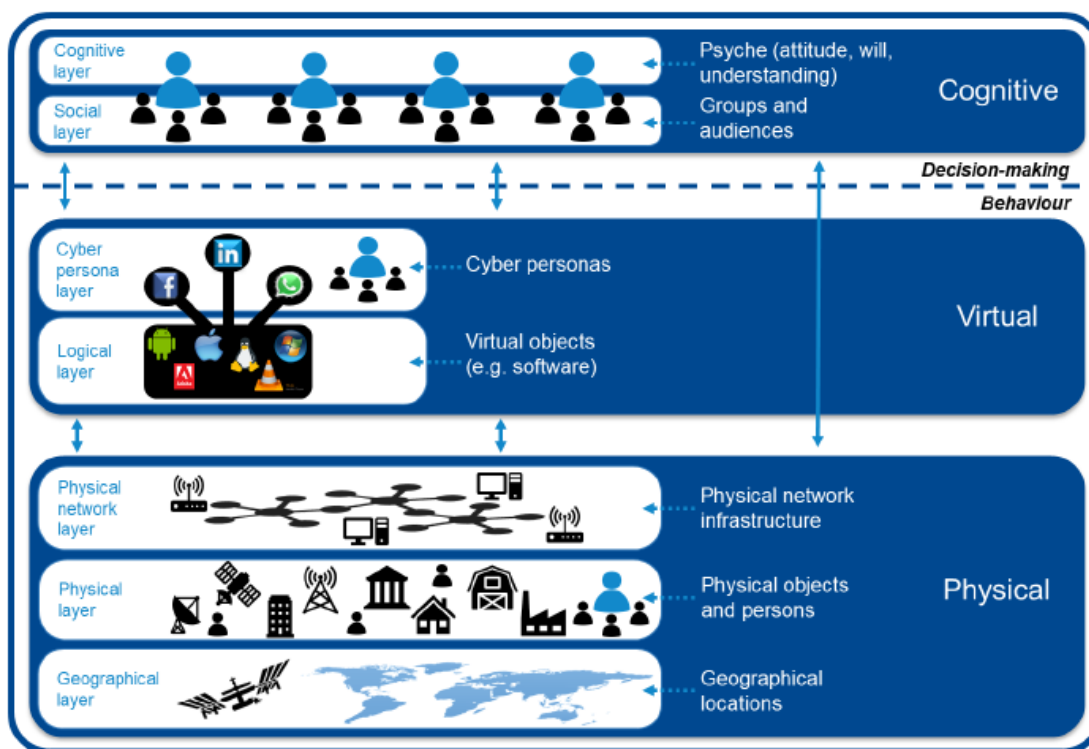 Cognitive
layer
Psyche (attitude, will,
understanding)
Cognitive
Social
layer
Groups and
audiences
Decision-making
Behaviour
Cyber
persona
layer
in
f
Cyber personas
Virtual
Logical
layer
Adobe
Virtual objects
(e.g. software)
Physical
network
layer
Physical network
infrastructure
Physical
layer
Physical objects
and persons
Physical
Geographical
layer
Geographical
locations